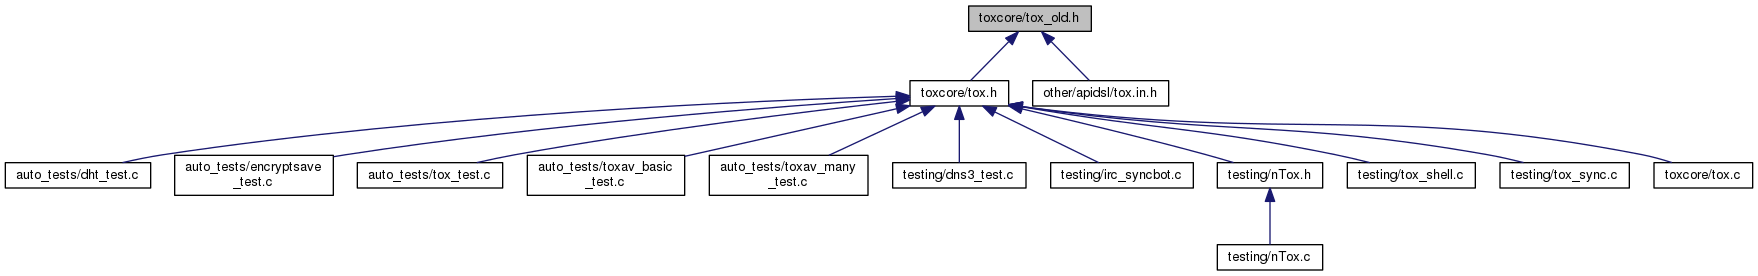 toxcore/tox_old.h
toxcore/tox.h
other/apidsl/tox.in.h
auto_tests/dht_test.c
auto_tests/encryptsave
_test.c
auto_tests/tox_test.c
auto_tests/toxav_basic
_test.c
auto_tests/toxav_many
_test.c
testing/dns3_test.c
testing/irc_syncbot.c
testing/nTox.h
testing/tox_shell.c
testing/tox_sync.c
toxcore/tox.c
testing/nTox.c